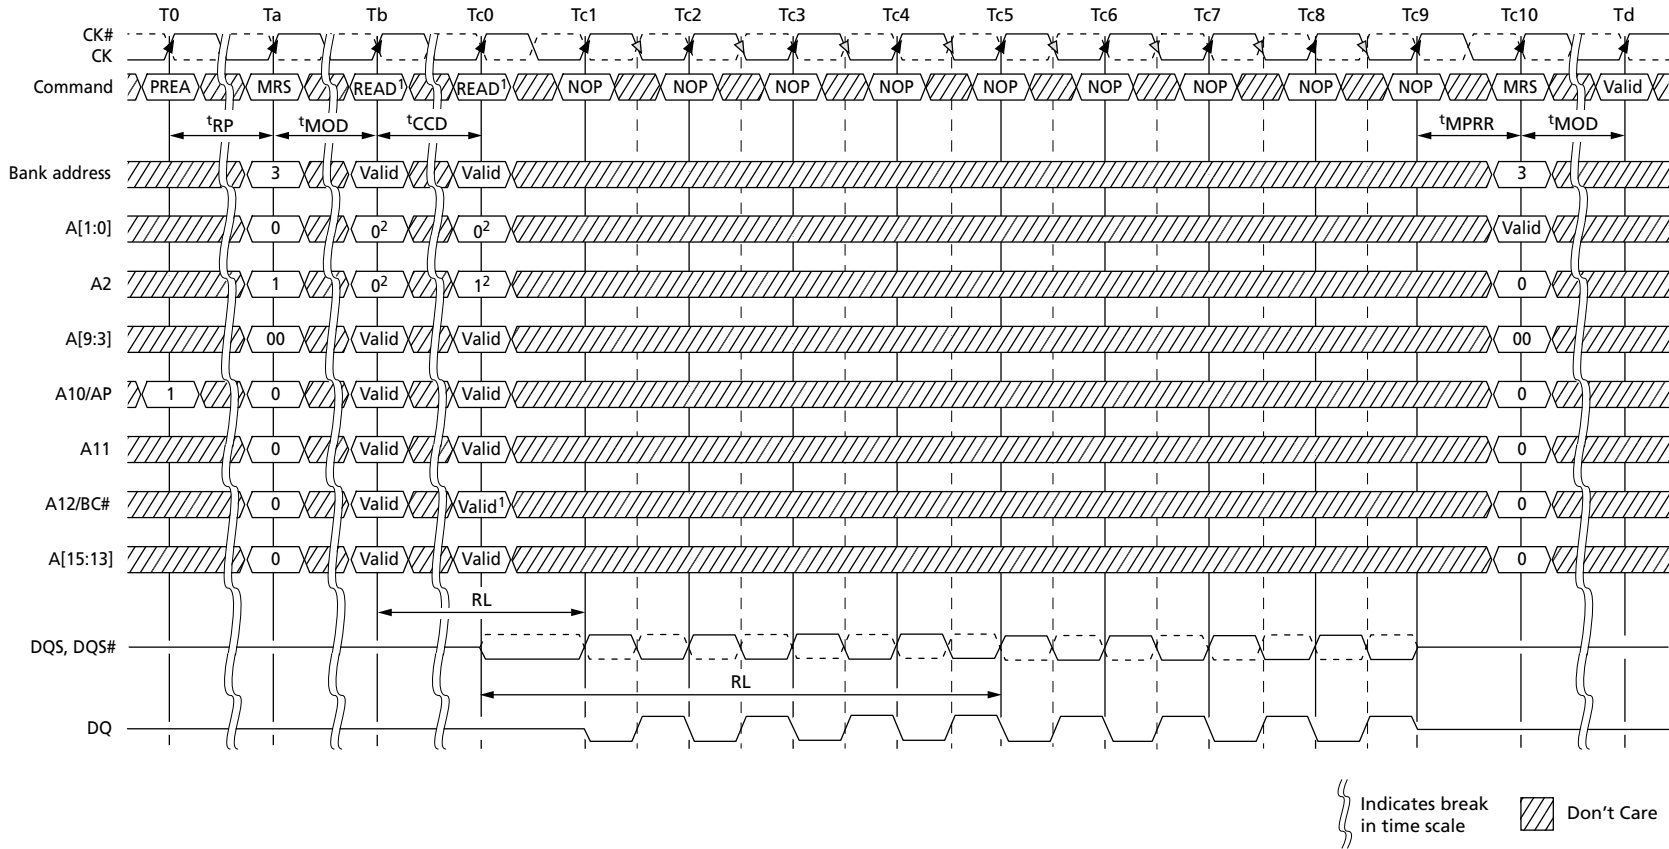 T0 Ta Tb Tc0 Tc1 Tc2 Tc3 Tc4 Tc5 Tc6 Tc7 Tc8 Tc9 Tc10 Td
CK#
CK
Command PREA MRS READ¹ READ¹ NOP NOP NOP NOP NOP NOP NOP NOP NOP MRS Valid
tRP tMOD tCCD tMPRR tMOD
Bank address 3 Valid Valid 3
A[1:0] 0 0² 0² Valid
A2 1 0² 1² 0
A[9:3] 00 Valid Valid 00
A10/AP 1 0 Valid Valid 0
A11 0 Valid Valid 0
A12/BC# 0 Valid Valid¹ 0
A[15:13] 0 Valid Valid 0
RL
DQS, DQS#
RL
DQ
Indicates break
in time scale
Don't Care